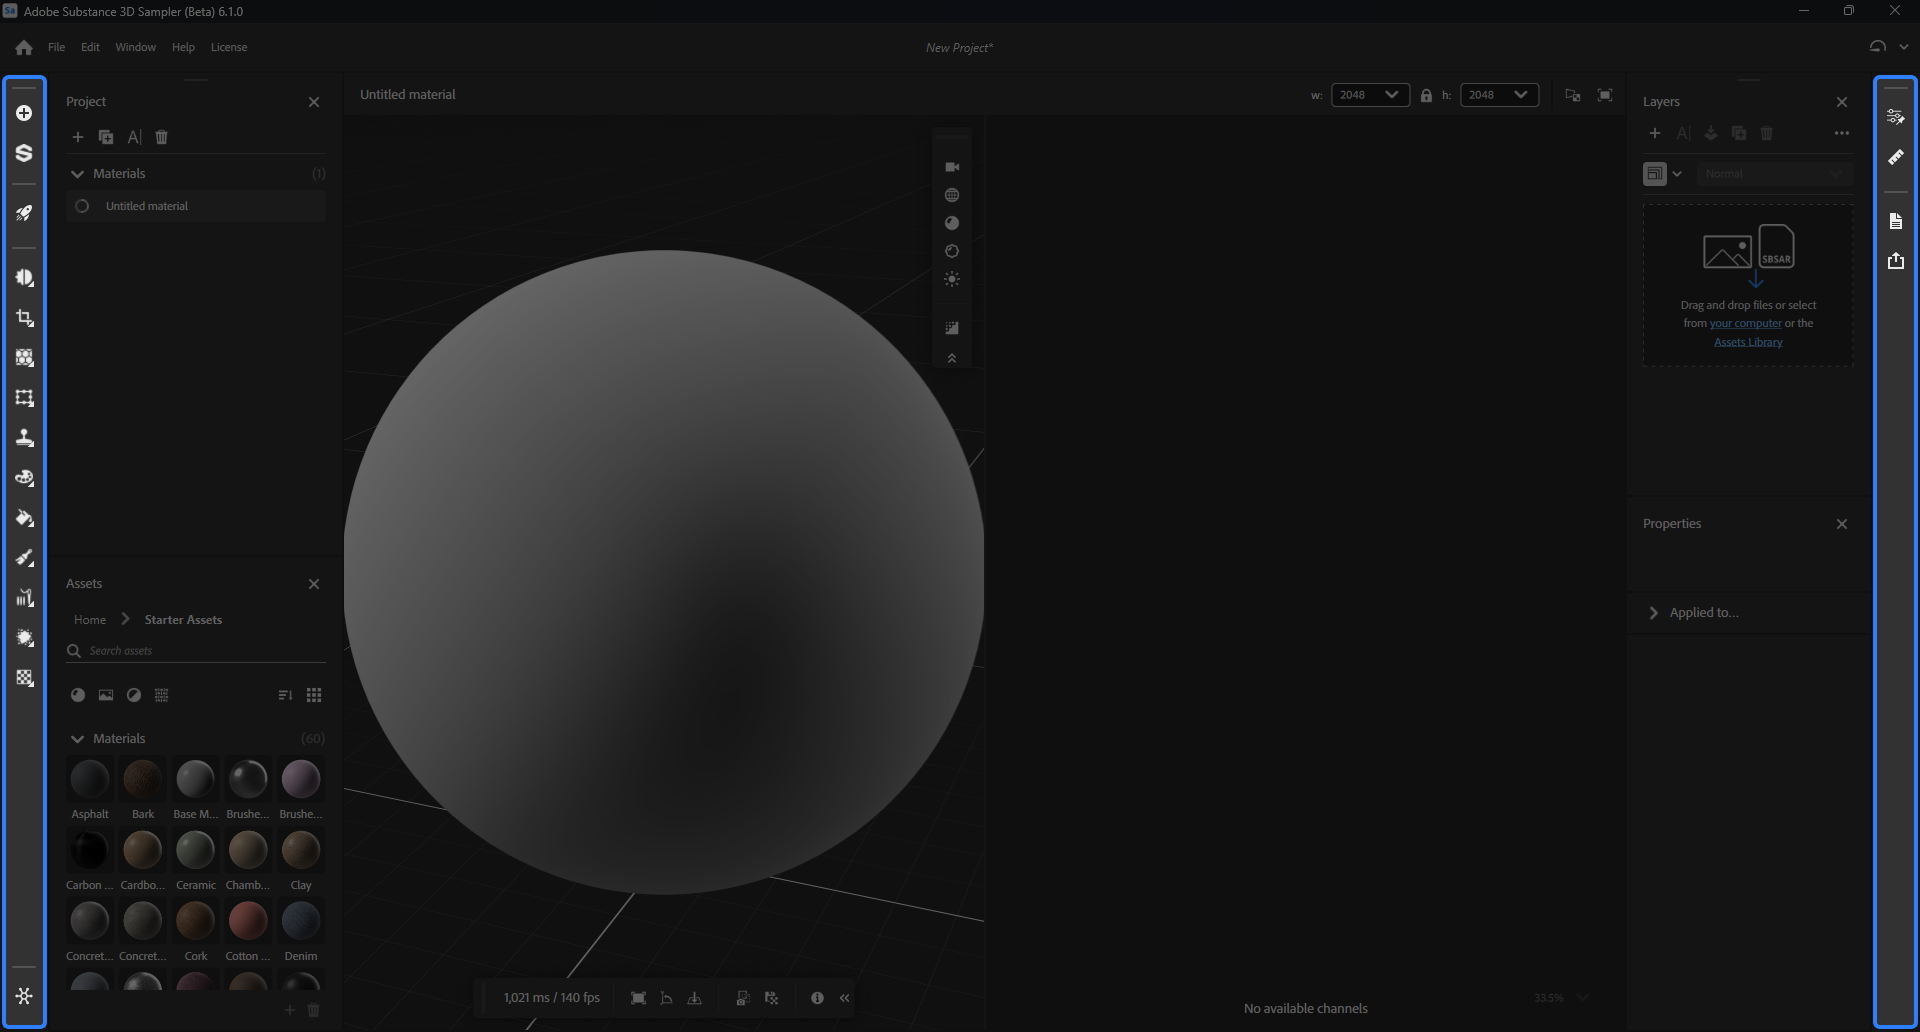 Sa Adobe Substance 3D Sampler (Beta) 6.1.0
File Edit Window Help License
New Project*
Project
Untitled material
w: 2048 h: 2048
Layers
Materials (1)
Untitled material
Normal
SBSAR
Drag and drop files or select
from your computer or the
Assets Library
Properties
Applied to...
Assets
Home Starter Assets
Search assets
Materials (60)
Asphalt Bark Base M... Brushe... Brushe...
Carbon ... Cardbo... Ceramic Chamb... Clay
Concret... Concret... Cork Cotton ... Denim
1,021 ms / 140 fps
33.5%
No available channels